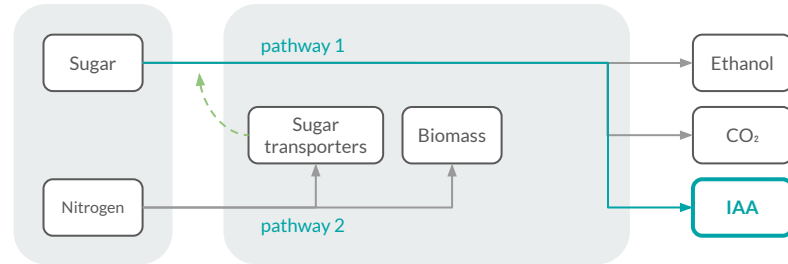 pathway 1
Sugar
Ethanol
Sugar
transporters
Biomass
CO₂
Nitrogen
IAA
pathway 2